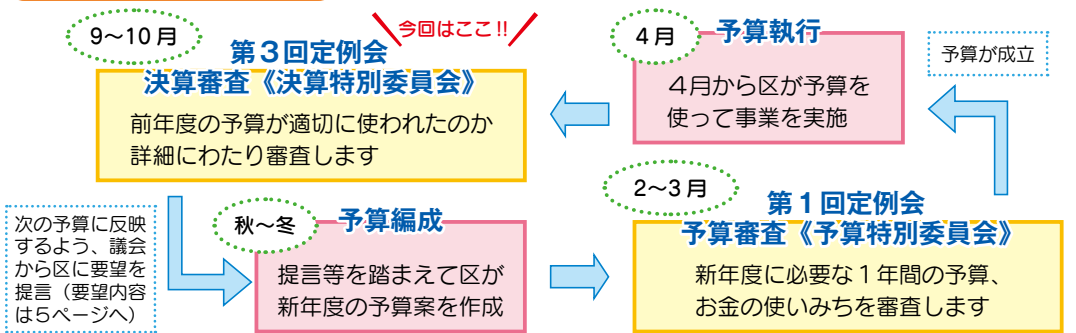 9～10月
今回はここ!!
第3回定例会
決算審査《決算特別委員会》
前年度の予算が適切に使われたのか
詳細にわたり審査します
4月
予算執行
4月から区が予算を
使って事業を実施
予算が成立
次の予算に反映
するよう、議会
から区に要望を
提言（要望内容
は5ページへ）
秋～冬
予算編成
提言等を踏まえて区が
新年度の予算案を作成
2～3月
第1回定例会
予算審査《予算特別委員会》
新年度に必要な1年間の予算、
お金の使いみちを審査します